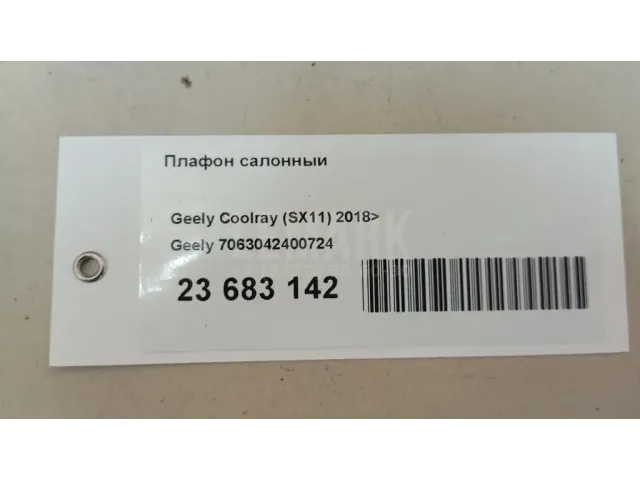 Плафон салонный
Geely Coolray (SX11) 2018>
Geely 7063042400724
23 683 142